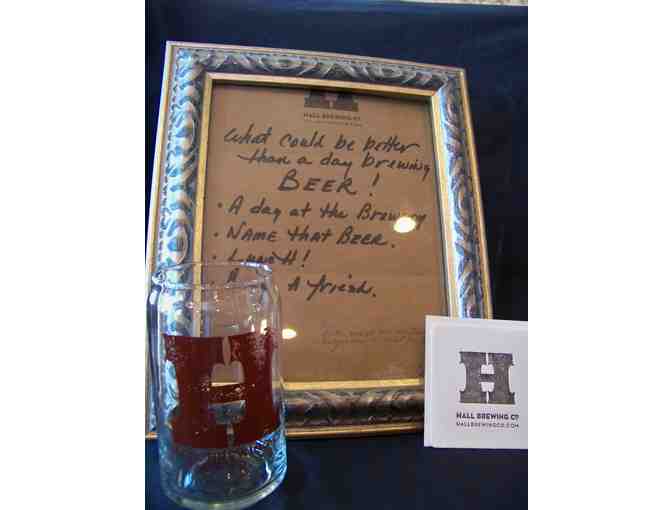 H
HALL BREWING CO.
What could be better
than a day brewing
BEER!
• A day at the Brewery
• NAME that BEER.
• Lunch!
A friend.
H
H
HALL BREWING CO
HALLBREWINGCO.COM